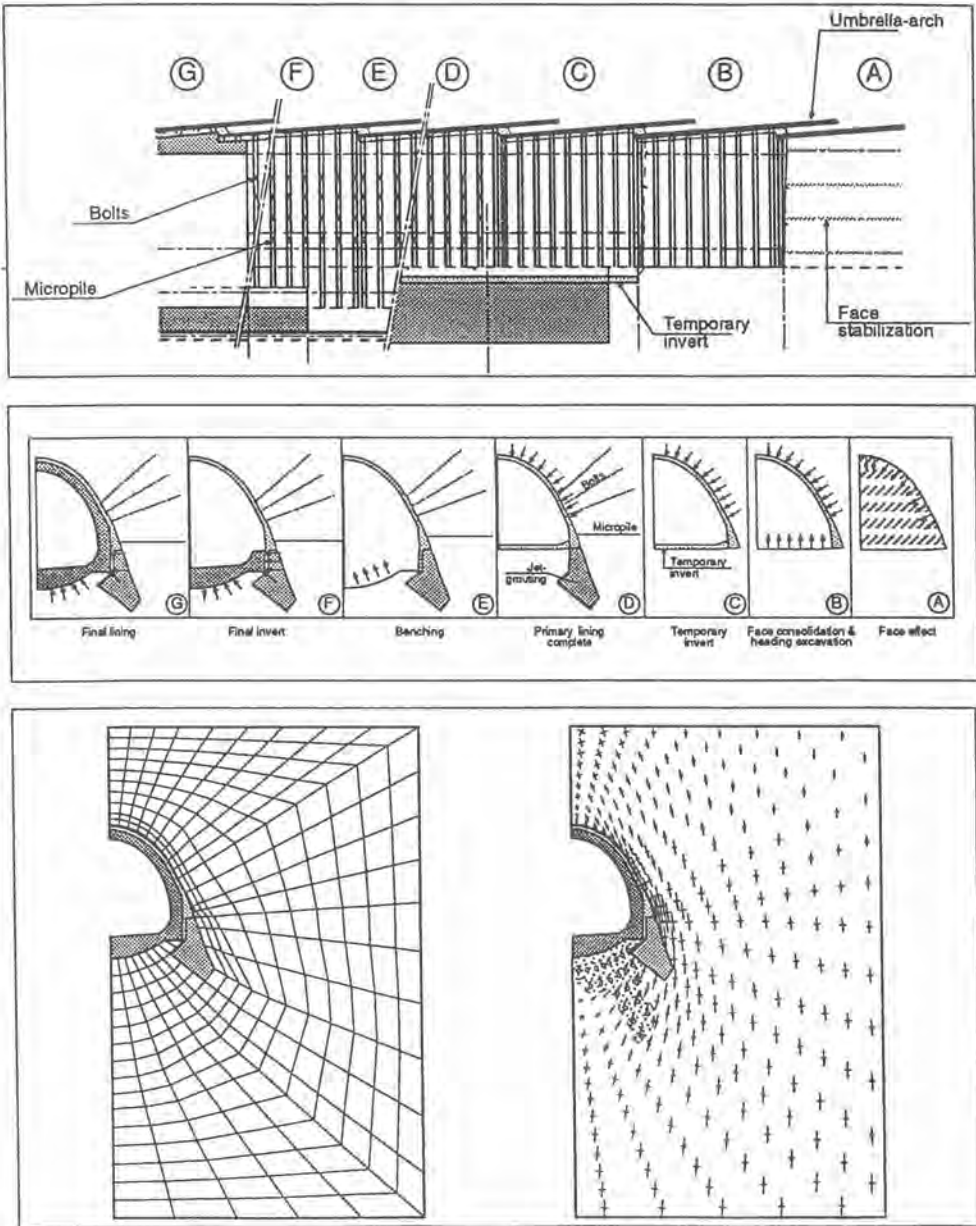 Umbrella-arch
G F E D C B A
Bolts
Micropile
Temporary
invert
Face
stabilization
Bolts
Micropile
Jet-
grouting
Temporary
invert
G F E D C B A
Final lining
Final invert
Benching
Primary lining
complete
Temporary
invert
Face consolidation &
heading excavation
Face effect